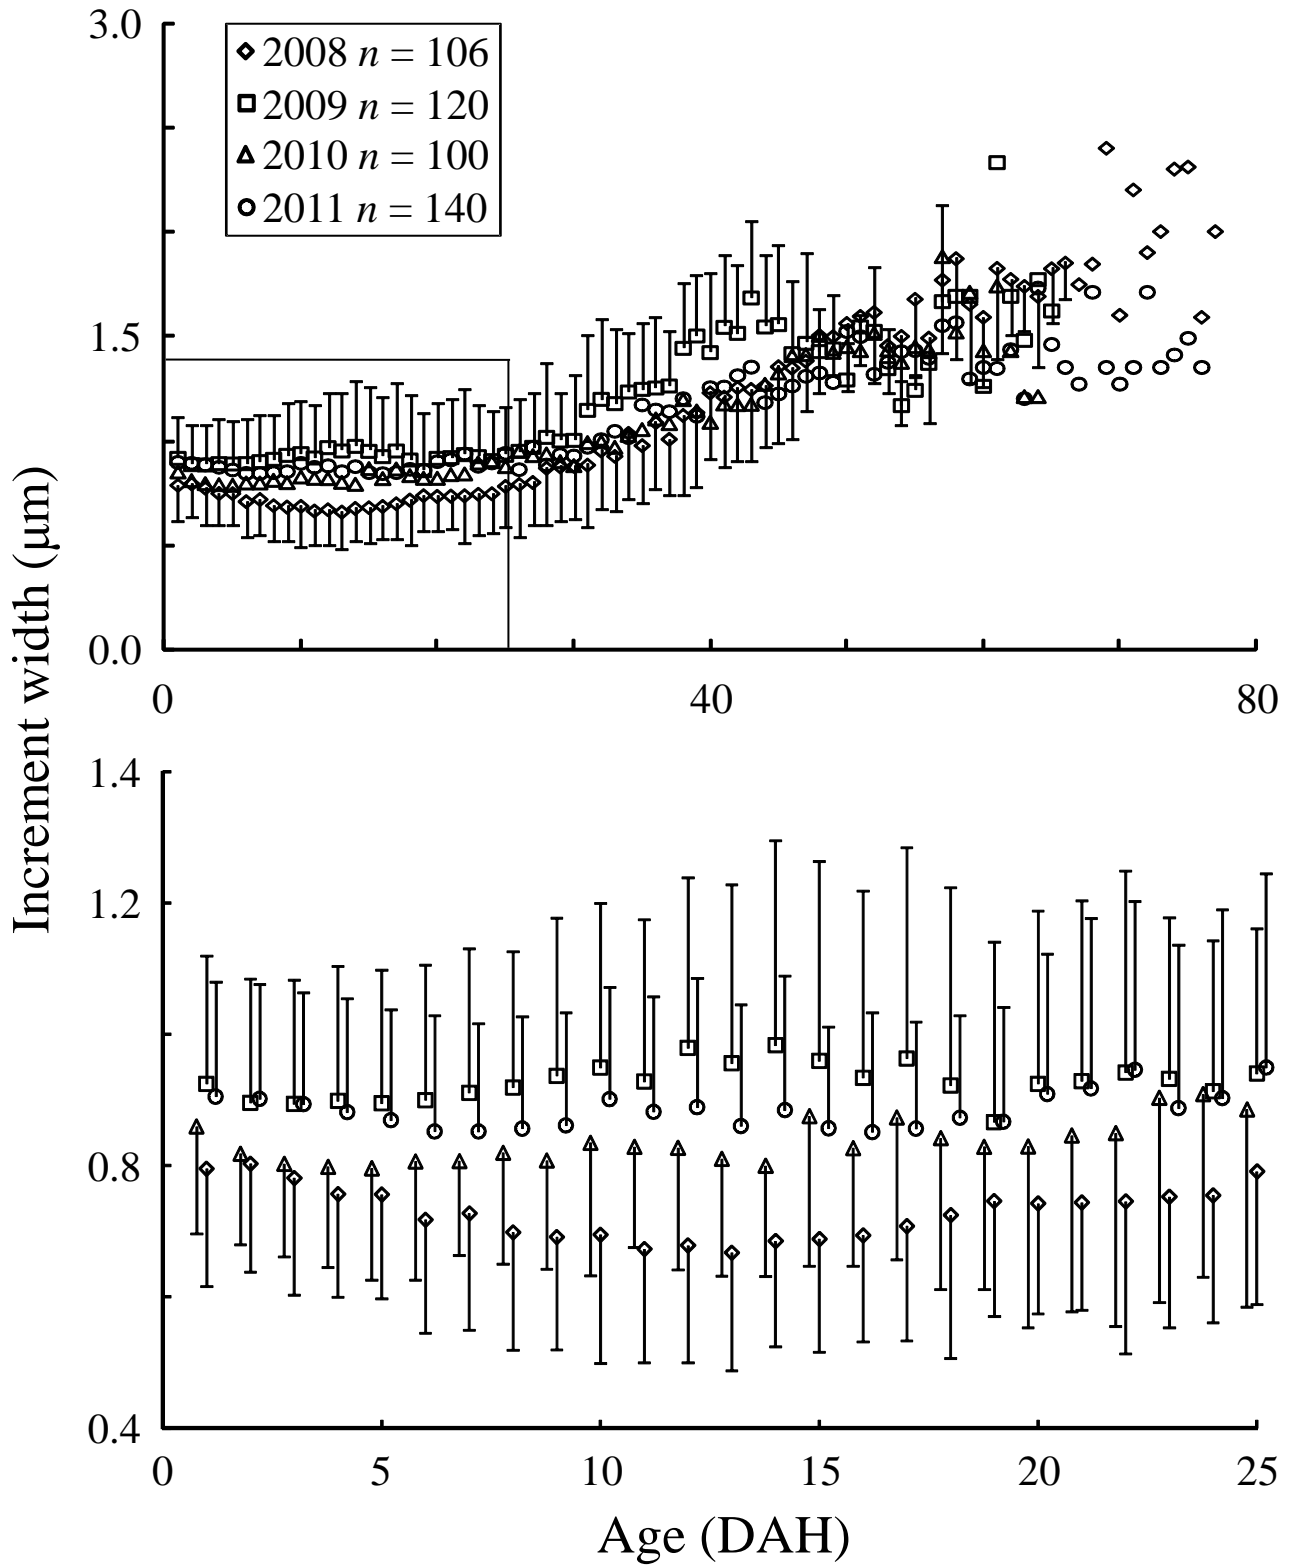 3.0
2008 n = 106
2009 n = 120
2010 n = 100
2011 n = 140
1.5
0.0
0 40 80
Increment width (μm)
1.4
1.2
0.8
0.4
0 5 10 15 20 25
Age (DAH)